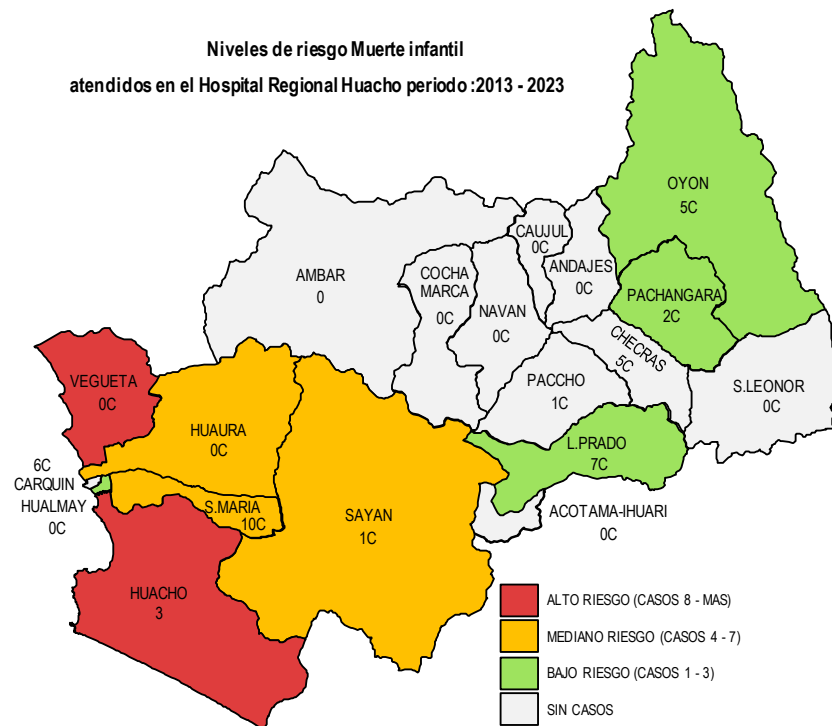 Niveles de riesgo Muerte infantil
atendidos en el Hospital Regional Huacho periodo :2013 - 2023
OYON
5C
CAUJUL
0C
ANDAJES
0C
AMBAR
0
COCHA
MARCA
0C
NAVAN
0C
PACHANGARA
2C
CHECRAS
5C
VEGUETA
0C
PACCHO
1C
S.LEONOR
0C
HUAURA
0C
L.PRADO
7C
6C
CARQUIN
HUALMAY
0C
S.MARIA
10C
SAYAN
1C
ACOTAMA-IHUARI
0C
HUACHO
3
ALTO RIESGO (CASOS 8 - MAS)
MEDIANO RIESGO (CASOS 4 - 7)
BAJO RIESGO (CASOS 1 - 3)
SIN CASOS